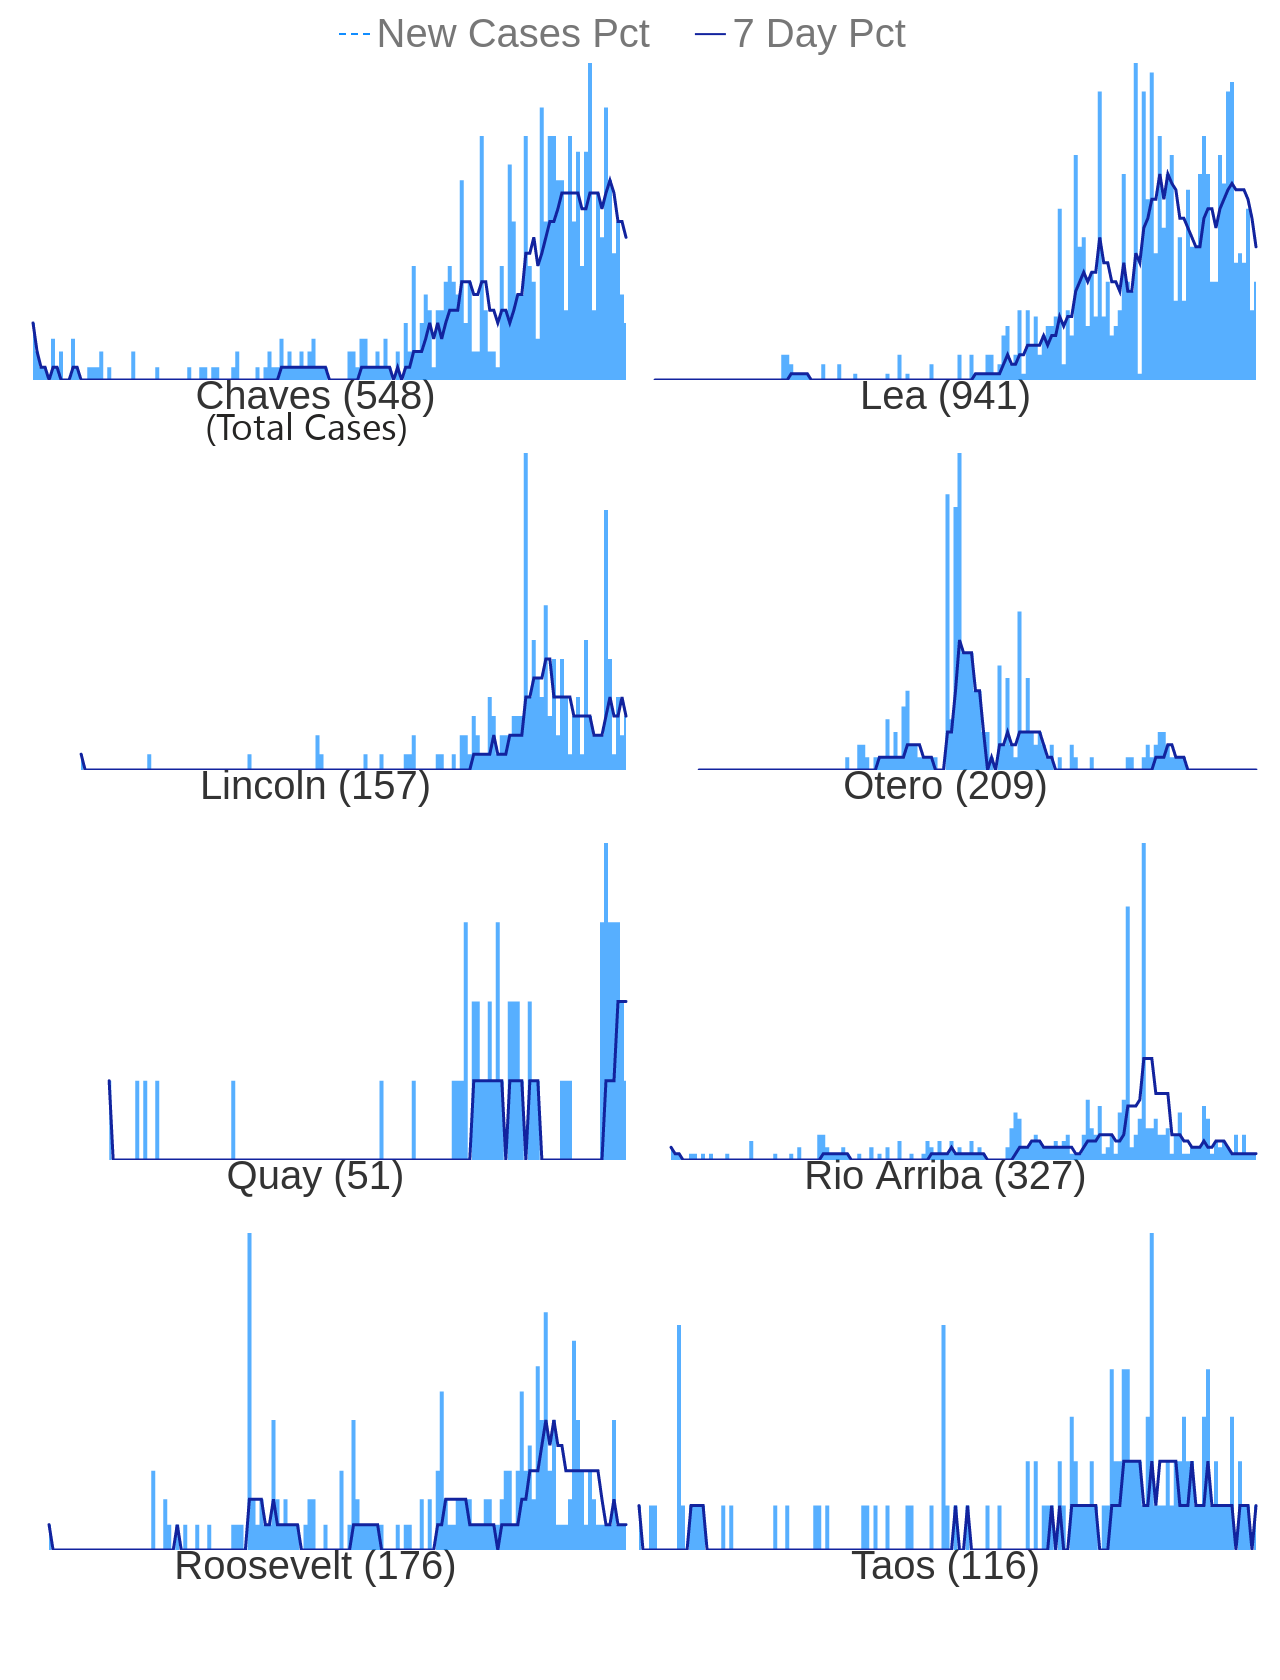 New Cases Pct 7 Day Pct
Chaves (548) Lea (941)
(Total Cases)
Lincoln (157) Otero (209)
Quay (51) Rio Arriba (327)
Roosevelt (176) Taos (116)